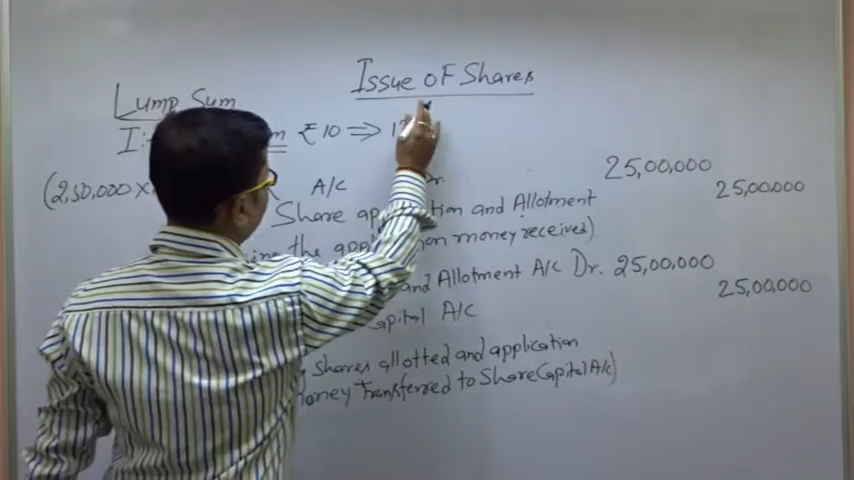 Issue of Shares
Lump Sum
₹10 ⇒ 1
(2,50,000 × A/C Dr 25,00,000
Share application and Allotment 25,00,000
the application money received)
and Allotment A/C Dr. 25,00,000
Capital A/C 25,00,000
shares allotted and application
money Transferred to Share Capital A/c)